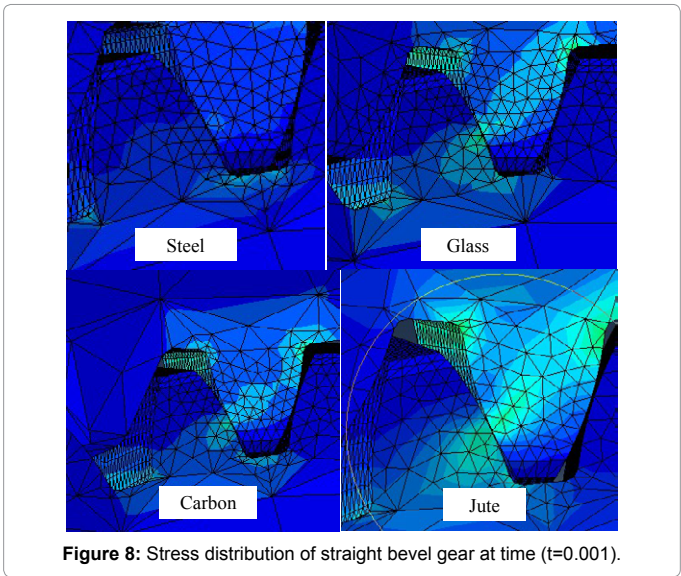 Steel
Glass
Carbon
Jute
Figure 8: Stress distribution of straight bevel gear at time (t=0.001).